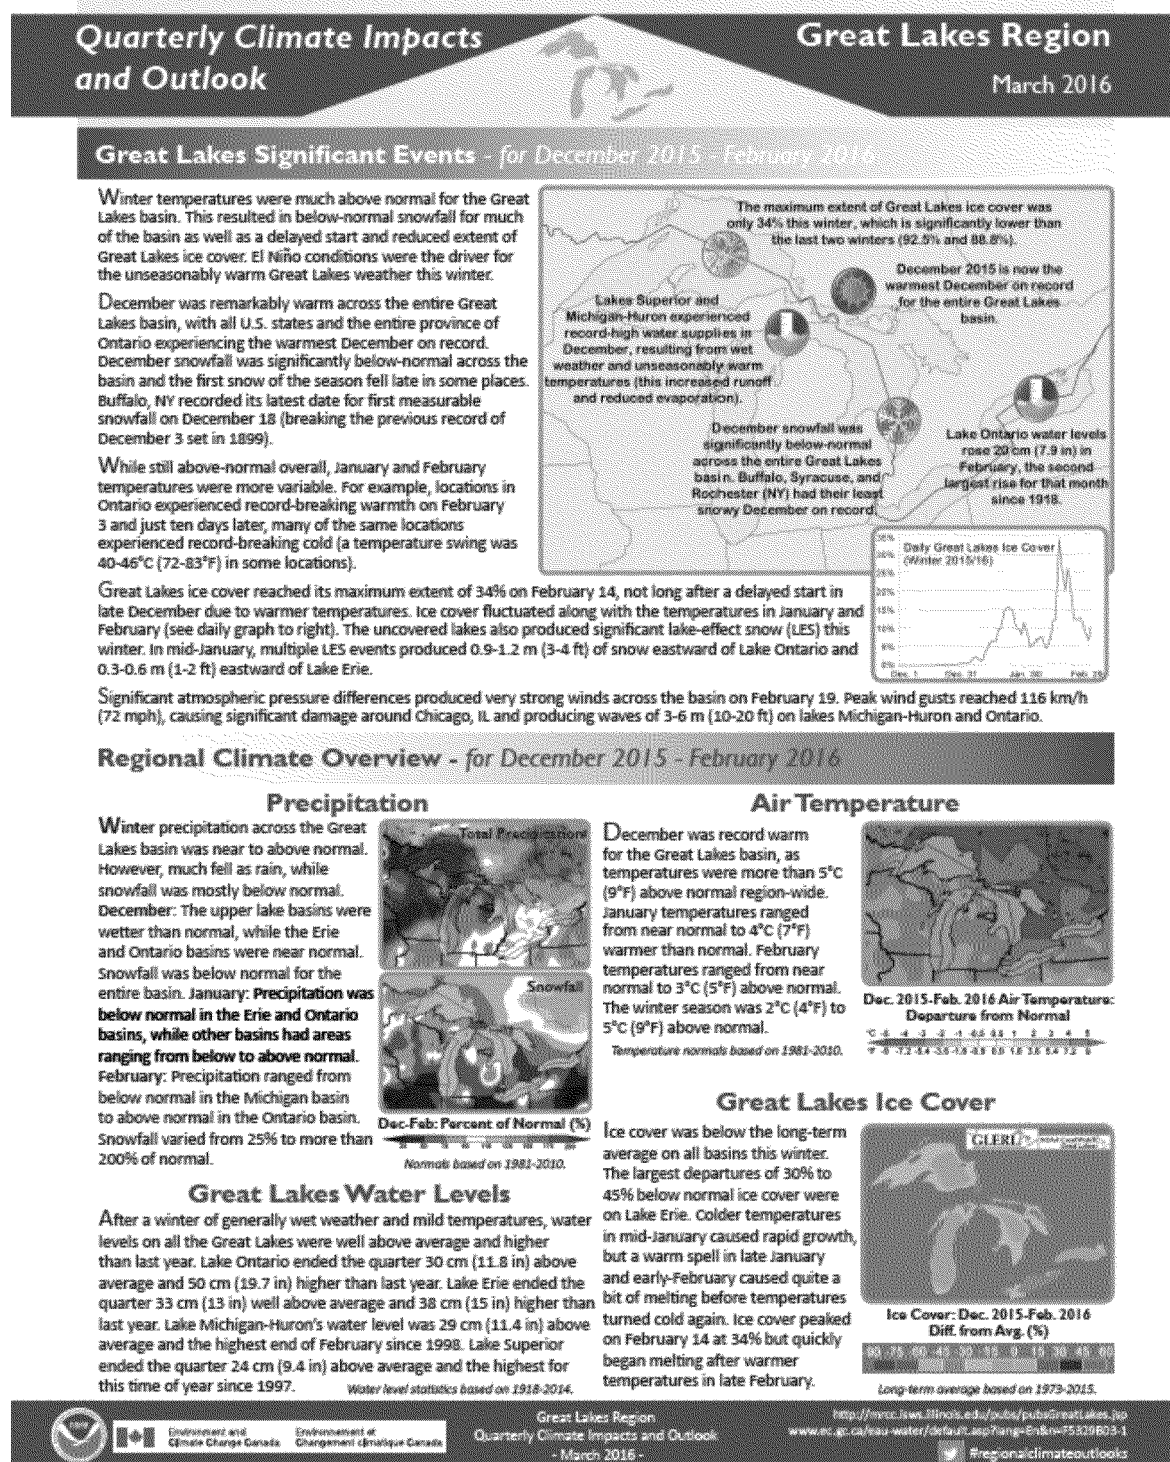 Quarterly Climate Impacts
and Outlook
Great Lakes Region
March 2016
Great Lakes Significant Events - for December 2015 - February 2016
Winter temperatures were much above normal for the Great
Lakes basin. This resulted in below-normal snowfall for much
of the basin as well as a delayed start and reduced extent of
Great Lakes ice cover. El Niño conditions were the driver for
the unseasonably warm Great Lakes weather this winter.
December was remarkably warm across the entire Great
Lakes basin, with all U.S. states and the entire province of
Ontario experiencing the warmest December on record.
December snowfall was significantly below-normal across the
basin and the first snow of the season fell late in some places.
Buffalo, NY recorded its latest date for first measurable
snowfall on December 18 (breaking the previous record of
December 3 set in 1899).
While still above-normal overall, January and February
temperatures were more variable. For example, locations in
Ontario experienced record-breaking warmth on February
3 and just ten days later, many of the same locations
experienced record-breaking cold (a temperature swing was
40-46°C (72-83°F) in some locations).
The maximum extent of Great Lakes ice cover was
only 34% this winter, which is significantly lower than
the last two winters (92.5% and 88.8%).
December 2015 is now the
warmest December on record
for the entire Great Lakes
basin.
Lakes Superior and
Michigan-Huron experienced
record-high water supplies in
December, resulting from wet
weather and unseasonably warm
temperatures (this increased runoff
and reduced evaporation).
December snowfall was
significantly below-normal
across the entire Great Lakes
basin. Buffalo, Syracuse, and
Rochester (NY) had their least
snowy December on record.
Lake Ontario water levels
rose 20 cm (7.9 in) in
February, the second
largest rise for that month
since 1918.
Daily Great Lakes Ice Cover
(Winter 2015/16)
Dec. 1 Dec. 31 Jan. 30 Feb. 29
Great Lakes ice cover reached its maximum extent of 34% on February 14, not long after a delayed start in
late December due to warmer temperatures. Ice cover fluctuated along with the temperatures in January and
February (see daily graph to right). The uncovered lakes also produced significant lake-effect snow (LES) this
winter. In mid-January, multiple LES events produced 0.9-1.2 m (3-4 ft) of snow eastward of Lake Ontario and
0.3-0.6 m (1-2 ft) eastward of Lake Erie.
Significant atmospheric pressure differences produced very strong winds across the basin on February 19. Peak wind gusts reached 116 km/h
(72 mph), causing significant damage around Chicago, IL and producing waves of 3-6 m (10-20 ft) on lakes Michigan-Huron and Ontario.
Regional Climate Overview - for December 2015 - February 2016
Precipitation
Winter precipitation across the Great
Lakes basin was near to above normal.
However, much fell as rain, while
snowfall was mostly below normal.
December: The upper lake basins were
wetter than normal, while the Erie
and Ontario basins were near normal.
Snowfall was below normal for the
entire basin. January: Precipitation was
below normal in the Erie and Ontario
basins, while other basins had areas
ranging from below to above normal.
February: Precipitation ranged from
below normal in the Michigan basin
to above normal in the Ontario basin.
Snowfall varied from 25% to more than
200% of normal.
Total Precipitation
Snowfall
Dec-Feb: Percent of Normal (%)
Normals based on 1981-2010.
Air Temperature
December was record warm
for the Great Lakes basin, as
temperatures were more than 5°C
(9°F) above normal region-wide.
January temperatures ranged
from near normal to 4°C (7°F)
warmer than normal. February
temperatures ranged from near
normal to 3°C (5°F) above normal.
The winter season was 2°C (4°F) to
5°C (9°F) above normal.
Temperature normals based on 1981-2010.
Dec. 2015-Feb. 2016 Air Temperature:
Departure from Normal
Great Lakes Water Levels
After a winter of generally wet weather and mild temperatures, water
levels on all the Great Lakes were well above average and higher
than last year. Lake Ontario ended the quarter 30 cm (11.8 in) above
average and 50 cm (19.7 in) higher than last year. Lake Erie ended the
quarter 33 cm (13 in) well above average and 38 cm (15 in) higher than
last year. Lake Michigan-Huron's water level was 29 cm (11.4 in) above
average and the highest end of February since 1998. Lake Superior
ended the quarter 24 cm (9.4 in) above average and the highest for
this time of year since 1997.
Water level statistics based on 1918-2014.
Great Lakes Ice Cover
Ice cover was below the long-term
average on all basins this winter.
The largest departures of 30% to
45% below normal ice cover were
on Lake Erie. Colder temperatures
in mid-January caused rapid growth,
but a warm spell in late January
and early-February caused quite a
bit of melting before temperatures
turned cold again. Ice cover peaked
on February 14 at 34% but quickly
began melting after warmer
temperatures in late February.
GLERL
Ice Cover: Dec. 2015-Feb. 2016
Diff. from Avg. (%)
-90 -75 -60 -45 -30 -15 0 15 30 45 60
Long-term average based on 1973-2015.
Environment and
Climate Change Canada
Environnement et
Changement climatique Canada
Great Lakes Region
Quarterly Climate Impacts and Outlook
- March 2016 -
http://mrcc.isws.illinois.edu/pubs/pubsGreatLakes.jsp
www.ec.gc.ca/eau-water/default.asp?lang=En&n=75329B03-1
#regionalclimateoutlooks